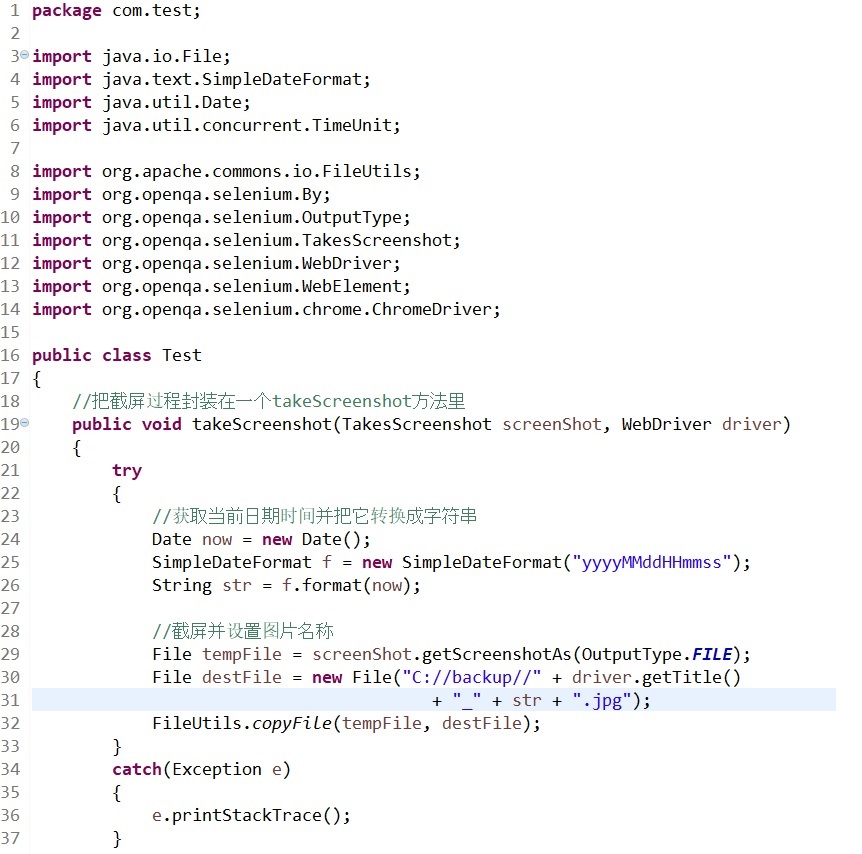 1 package com.test;
2
3 import java.io.File;
4 import java.text.SimpleDateFormat;
5 import java.util.Date;
6 import java.util.concurrent.TimeUnit;
7
8 import org.apache.commons.io.FileUtils;
9 import org.openqa.selenium.By;
10 import org.openqa.selenium.OutputType;
11 import org.openqa.selenium.TakesScreenshot;
12 import org.openqa.selenium.WebDriver;
13 import org.openqa.selenium.WebElement;
14 import org.openqa.selenium.chrome.ChromeDriver;
15
16 public class Test
17 {
18     //把截屏过程封装在一个takeScreenshot方法里
19     public void takeScreenshot(TakesScreenshot screenShot, WebDriver driver)
20     {
21         try
22         {
23             //获取当前日期时间并把它转换成字符串
24             Date now = new Date();
25             SimpleDateFormat f = new SimpleDateFormat("yyyyMMddHHmmss");
26             String str = f.format(now);
27
28             //截屏并设置图片名称
29             File tempFile = screenShot.getScreenshotAs(OutputType.FILE);
30             File destFile = new File("C://backup//" + driver.getTitle()
31                                         + "_" + str + ".jpg");
32             FileUtils.copyFile(tempFile, destFile);
33         }
34         catch(Exception e)
35         {
36             e.printStackTrace();
37         }